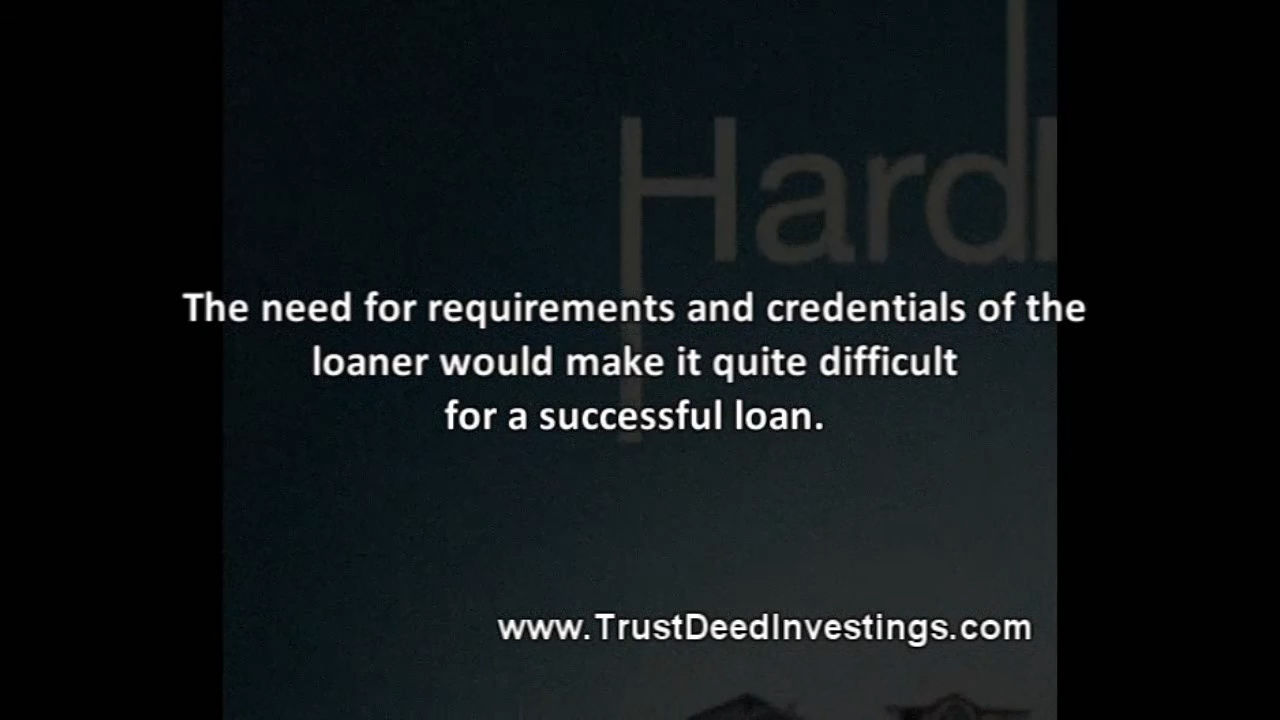 Hard
The need for requirements and credentials of the
loaner would make it quite difficult
for a successful loan.
www.TrustDeedInvestings.com